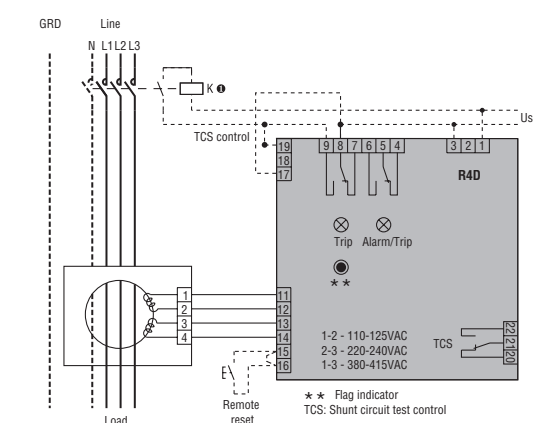 GRD Line
N L1 L2 L3
K ❶
Us
TCS control
19
18
17
9 8 7 6 5 4
3 2 1
R4D
Trip Alarm/Trip
★ ★
1
2
3
4
11
12
13
14
15
16
1-2 - 110-125VAC
2-3 - 220-240VAC
1-3 - 380-415VAC
TCS
22
21
20
E
Remote
reset
Load
★ ★ Flag indicator
TCS: Shunt circuit test control